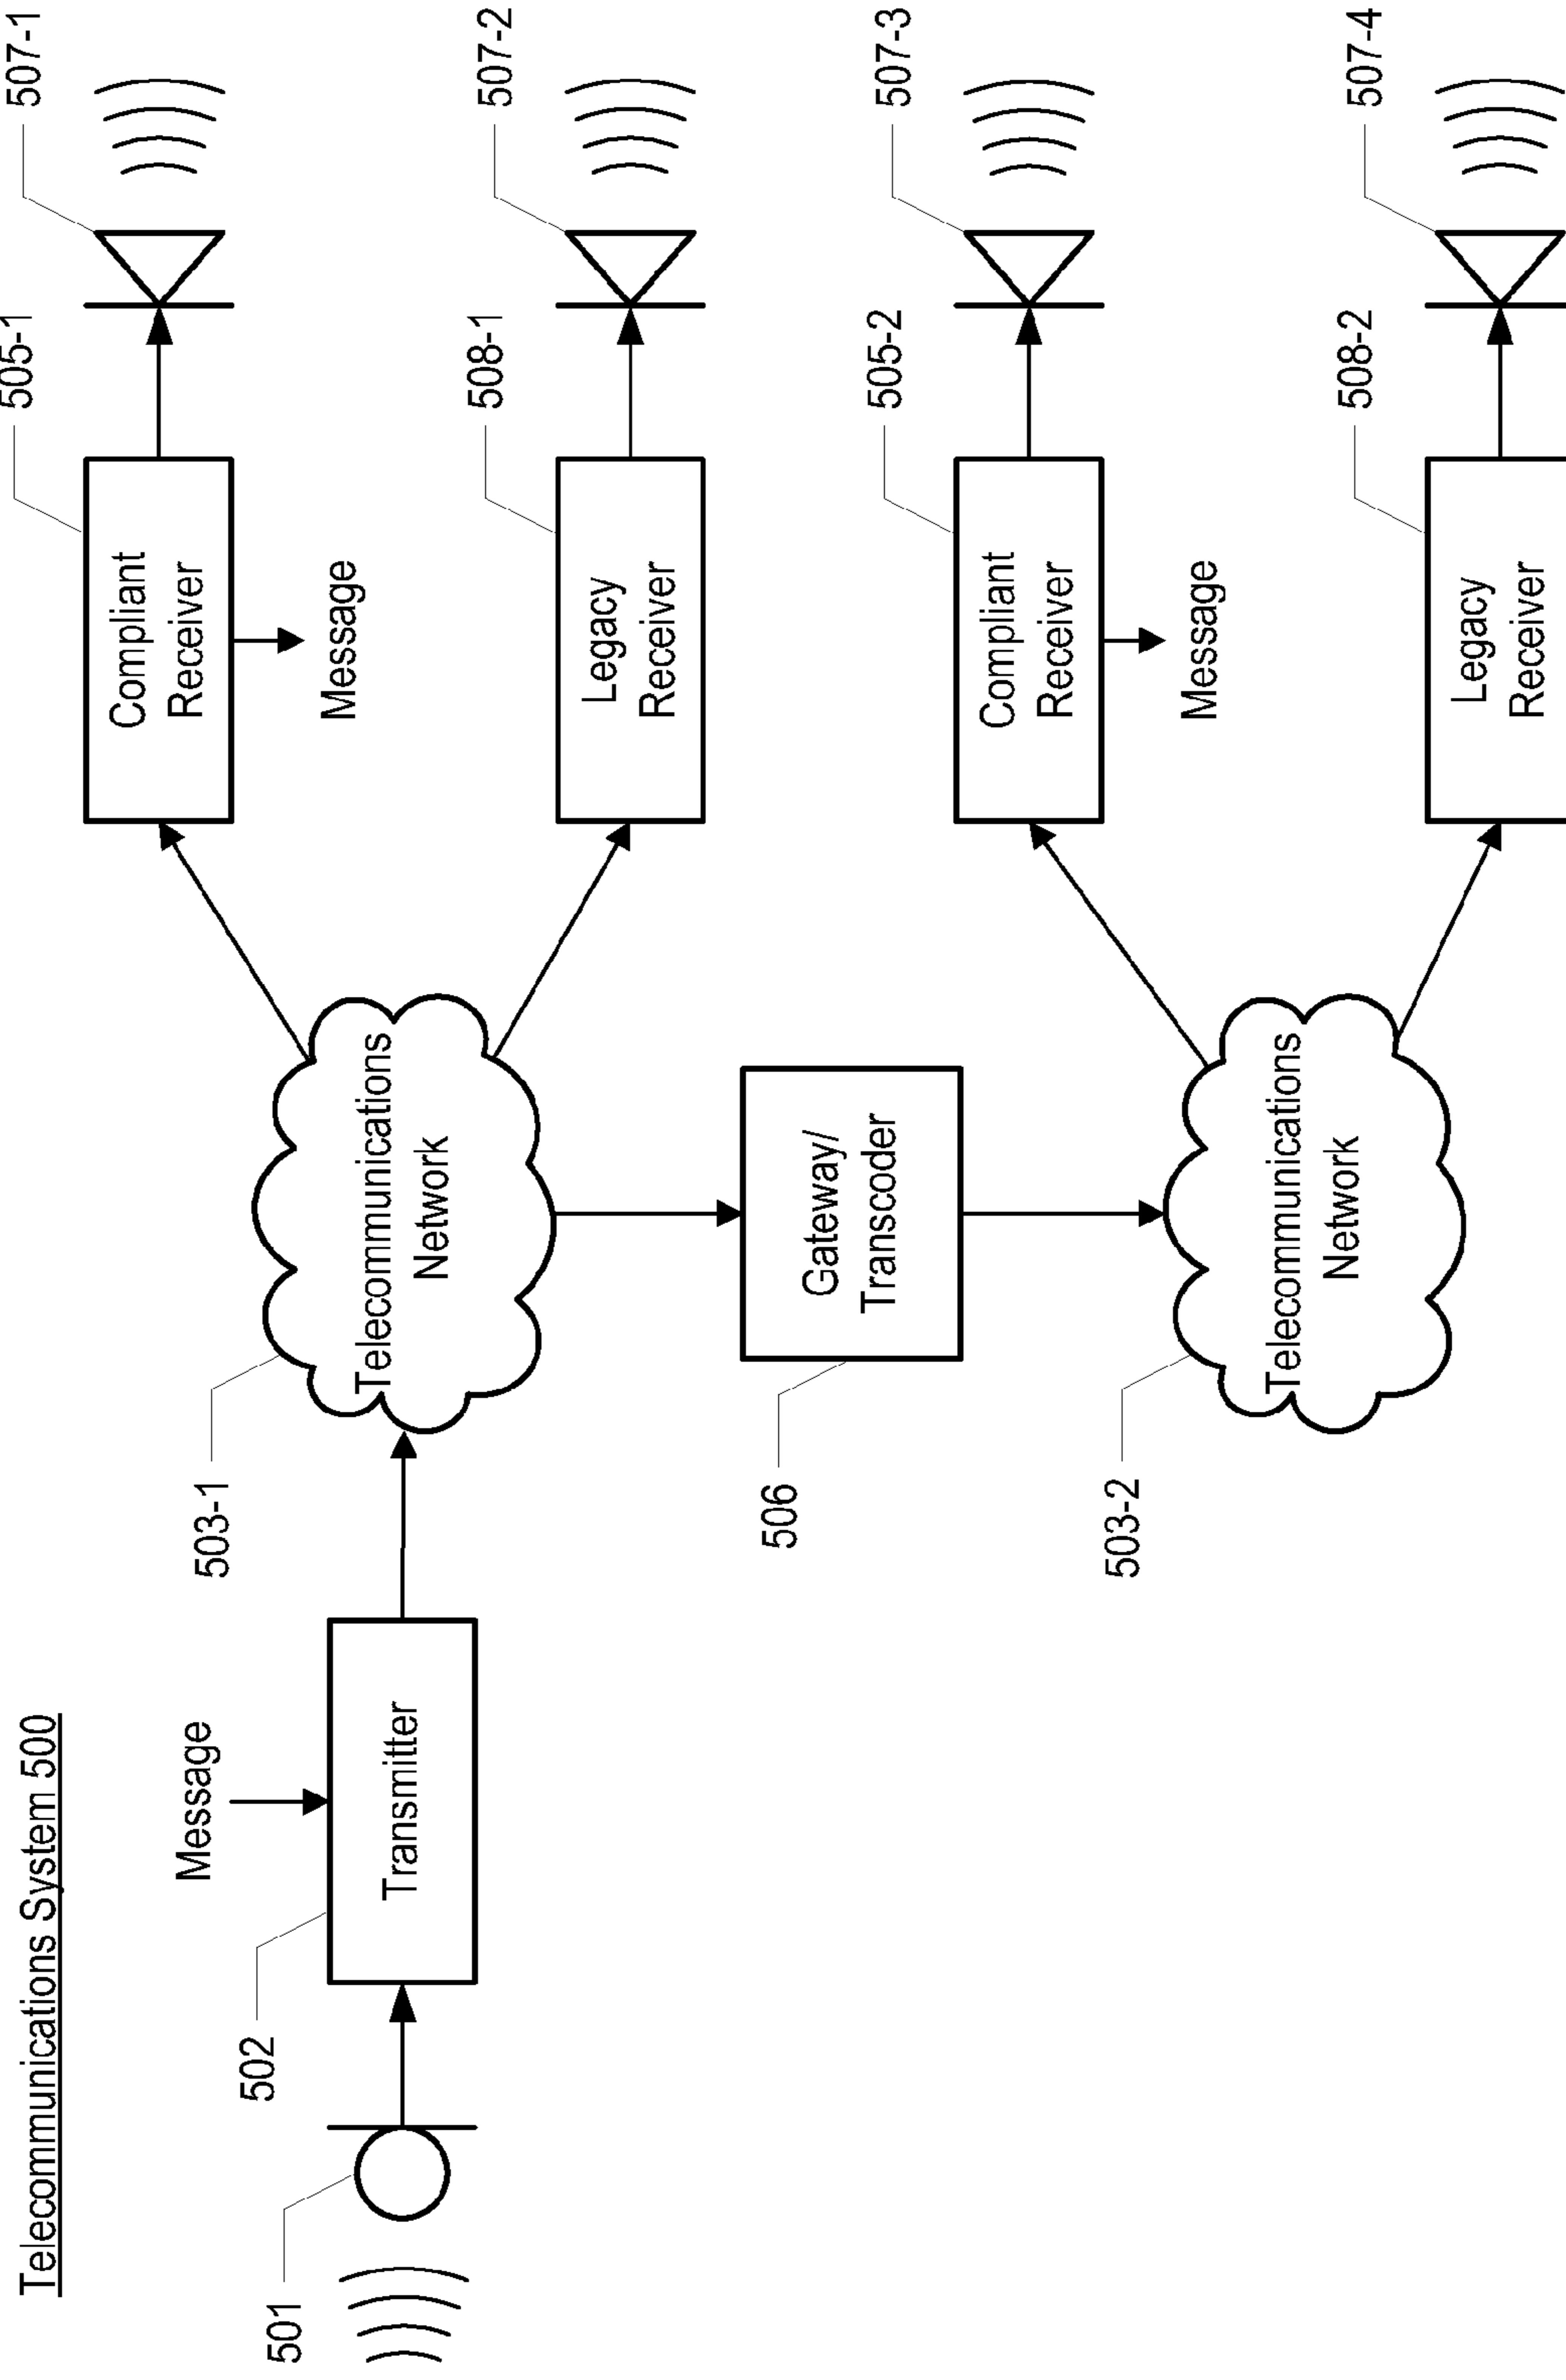 Telecommunications System 500
507-1
505-1
Compliant
Receiver
Message
507-2
508-1
Legacy
Receiver
Message
502
Transmitter
501
503-1
Telecommunications
Network
506
Gateway/
Transcoder
507-3
505-2
Compliant
Receiver
Message
503-2
Telecommunications
Network
507-4
508-2
Legacy
Receiver